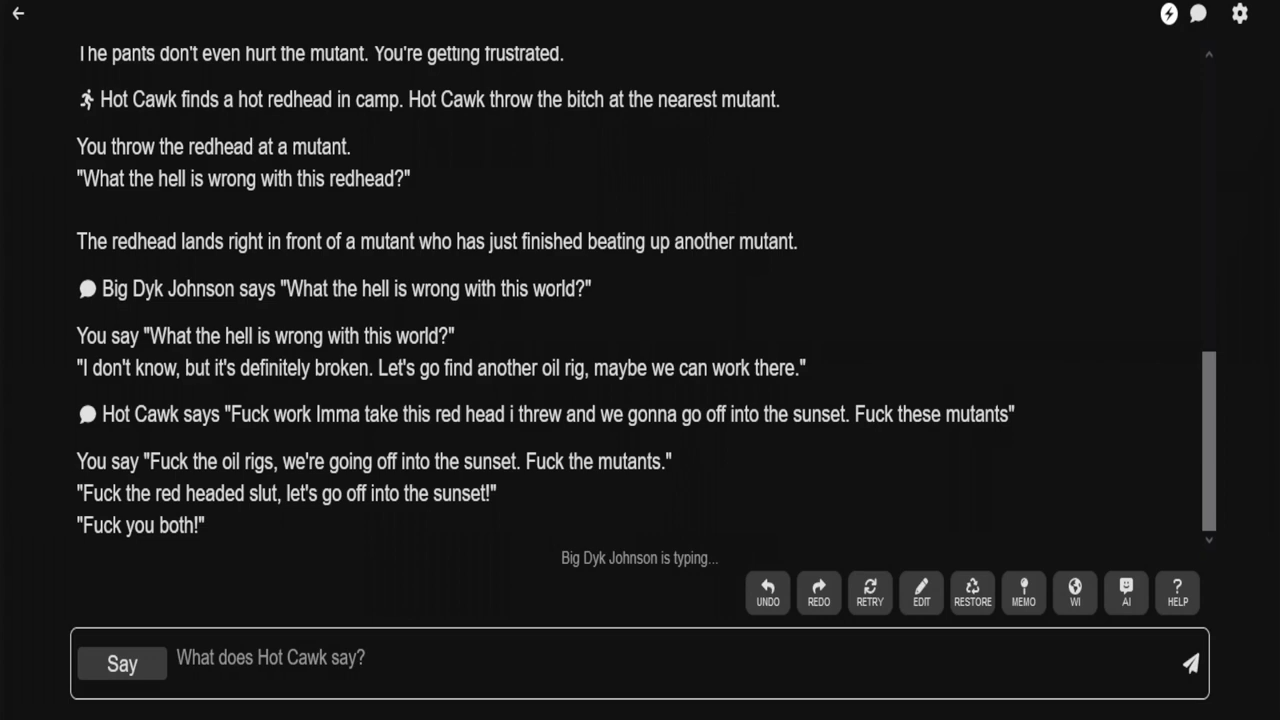 The pants don't even hurt the mutant. You're getting frustrated.
Hot Cawk finds a hot redhead in camp. Hot Cawk throw the bitch at the nearest mutant.
You throw the redhead at a mutant.
"What the hell is wrong with this redhead?"
The redhead lands right in front of a mutant who has just finished beating up another mutant.
Big Dyk Johnson says "What the hell is wrong with this world?"
You say "What the hell is wrong with this world?"
"I don't know, but it's definitely broken. Let's go find another oil rig, maybe we can work there."
Hot Cawk says "Fuck work Imma take this red head i threw and we gonna go off into the sunset. Fuck these mutants"
You say "Fuck the oil rigs, we're going off into the sunset. Fuck the mutants."
"Fuck the red headed slut, let's go off into the sunset!"
"Fuck you both!"
Big Dyk Johnson is typing...
UNDO REDO RETRY EDIT RESTORE MEMO WI AI HELP
Say What does Hot Cawk say?